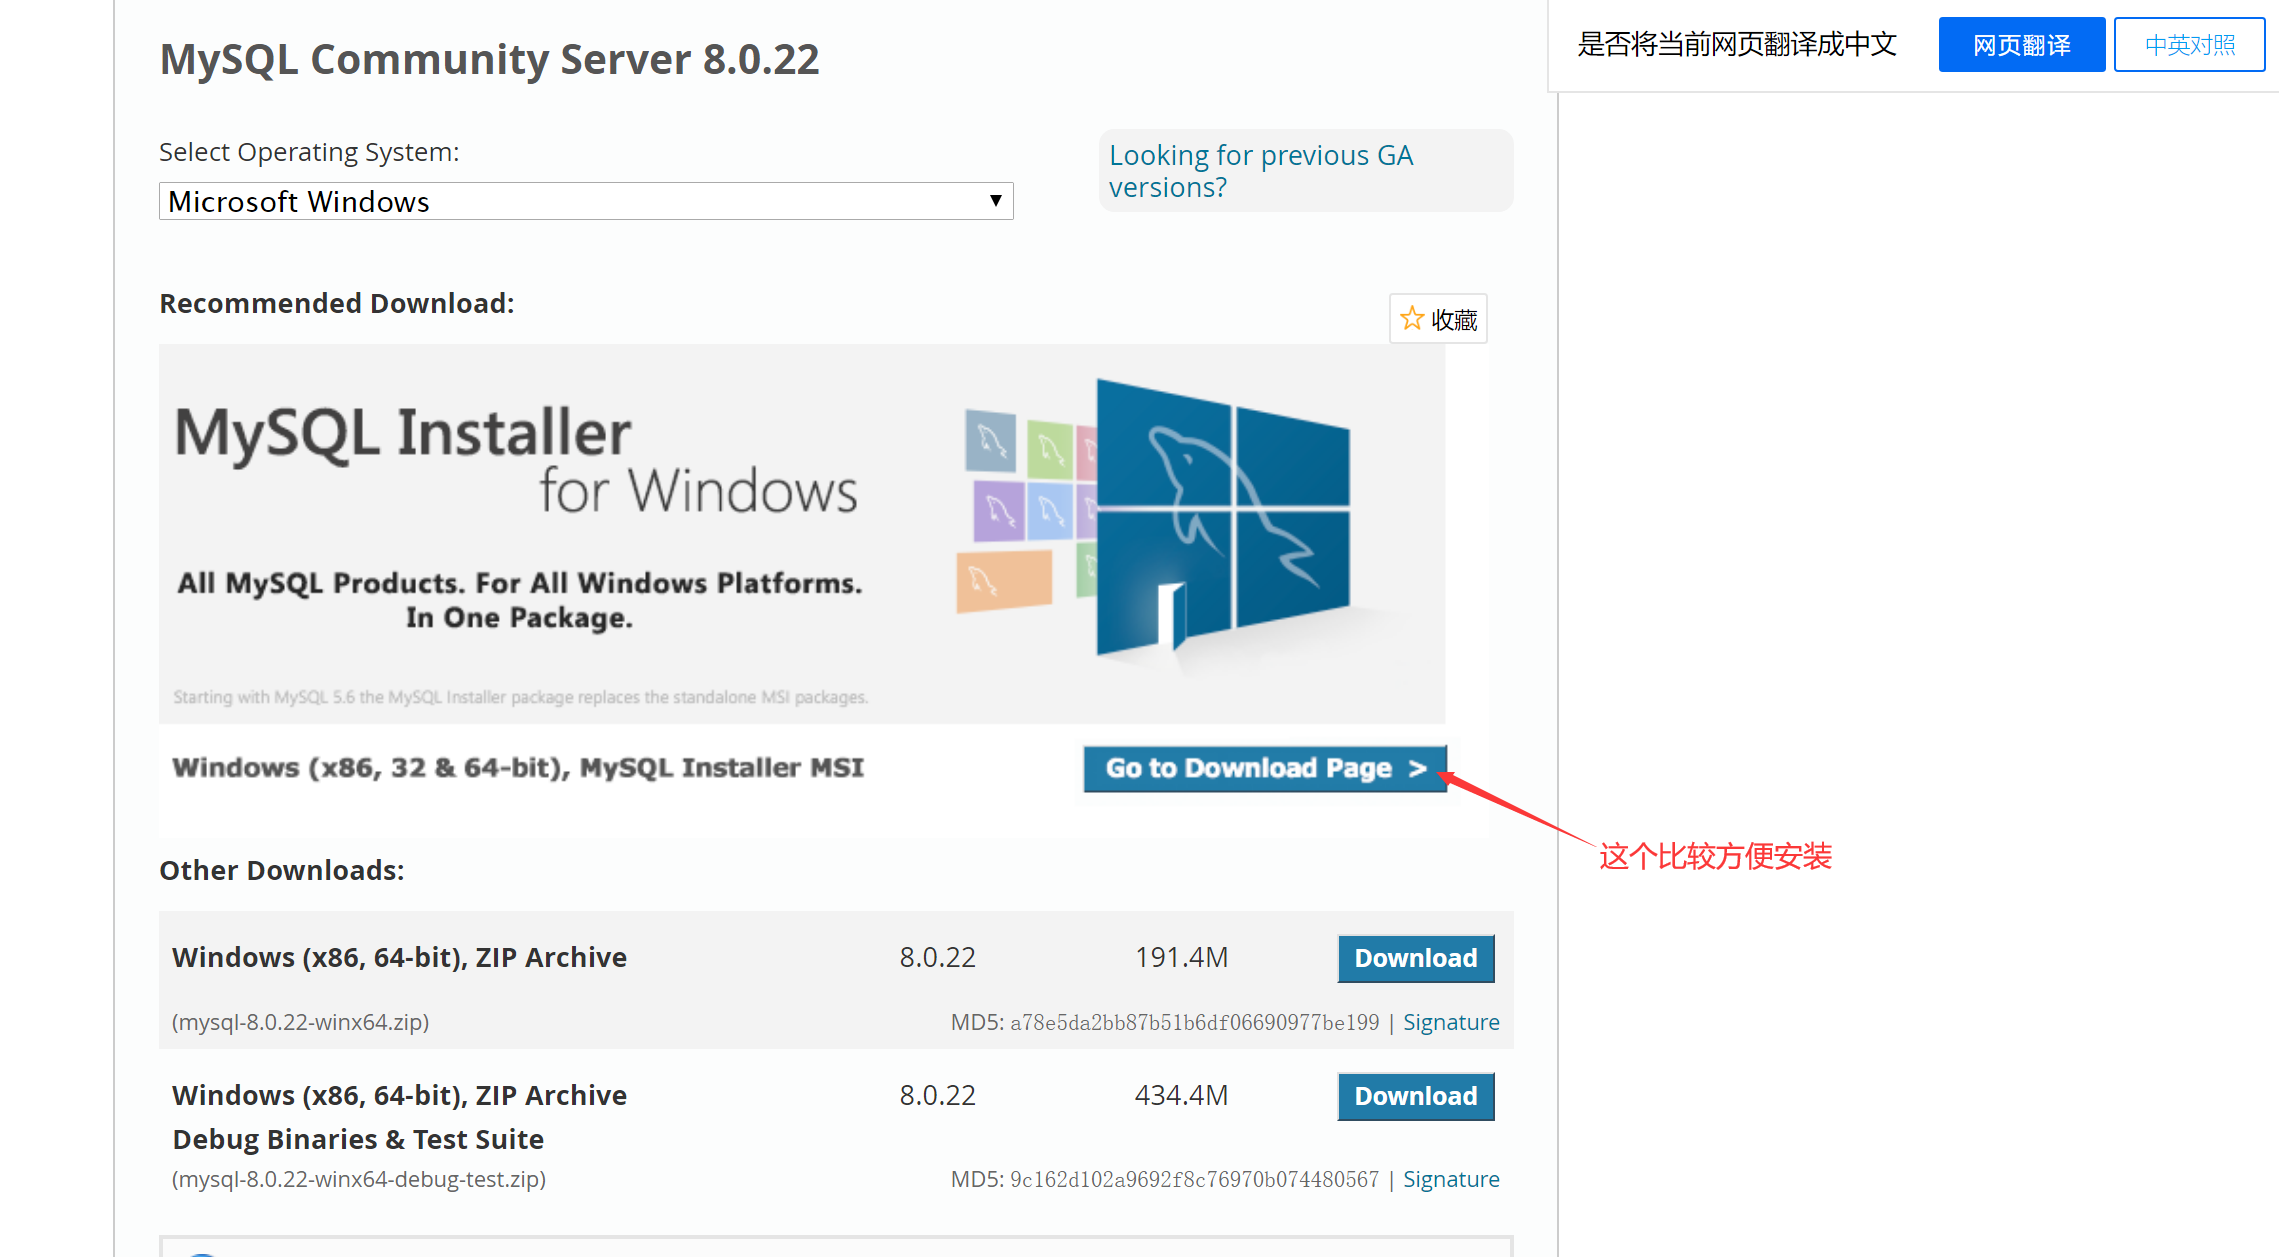 MySQL Community Server 8.0.22
是否将当前网页翻译成中文
网页翻译
中英对照
Select Operating System:
Looking for previous GA
versions?
Microsoft Windows
Recommended Download:
收藏
MySQL Installer
for Windows
All MySQL Products. For All Windows Platforms.
In One Package.
Starting with MySQL 5.6 the MySQL Installer package replaces the standalone MSI packages.
Windows (x86, 32 & 64-bit), MySQL Installer MSI
Go to Download Page >
这个比较方便安装
Other Downloads:
Windows (x86, 64-bit), ZIP Archive 8.0.22 191.4M Download
(mysql-8.0.22-winx64.zip) MD5: a78e5da2bb87b51b6df06690977be199 | Signature
Windows (x86, 64-bit), ZIP Archive 8.0.22 434.4M Download
Debug Binaries & Test Suite
(mysql-8.0.22-winx64-debug-test.zip) MD5: 9c162d102a9692f8c76970b074480567 | Signature